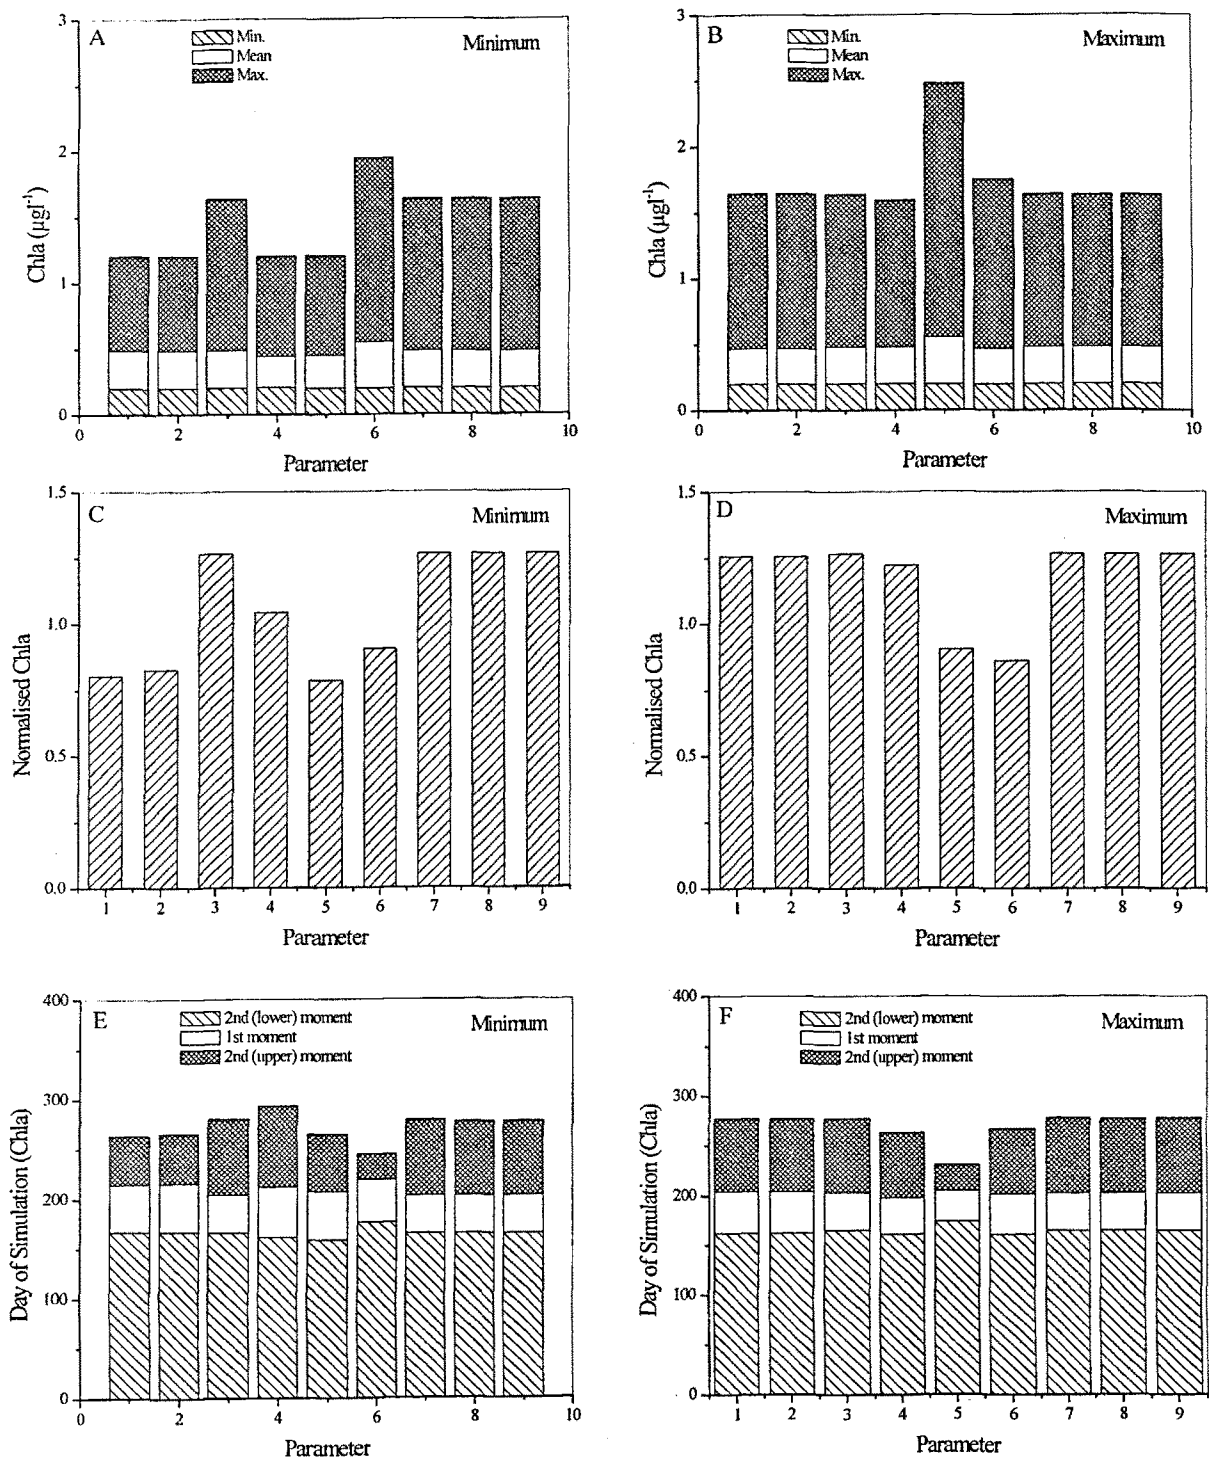 A
Min.
Mean
Max.
Minimum
3
2
1
0
Chla (µgl⁻¹)
0 2 4 6 8 10
Parameter
B
Min.
Mean
Max.
Maximum
3
2
1
0
Chla (µgl⁻¹)
0 2 4 6 8 10
Parameter
C
Minimum
1.5
1.0
0.5
0.0
Normalised Chla
1 2 3 4 5 6 7 8 9
Parameter
D
Maximum
1.5
1.0
0.5
0.0
Normalised Chla
1 2 3 4 5 6 7 8 9
Parameter
E
2nd (lower) moment
1st moment
2nd (upper) moment
Minimum
400
300
200
100
0
Day of Simulation (Chla)
0 2 4 6 8 10
Parameter
F
2nd (lower) moment
1st moment
2nd (upper) moment
Maximum
400
300
200
100
0
Day of Simulation (Chla)
1 2 3 4 5 6 7 8 9
Parameter